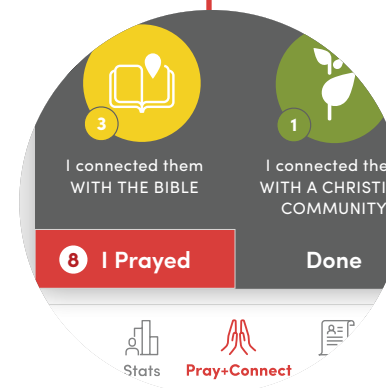 3
I connected them
WITH THE BIBLE
1
I connected the
WITH A CHRISTI
COMMUNITY
8 I Prayed
Done
Stats
Pray+Connect